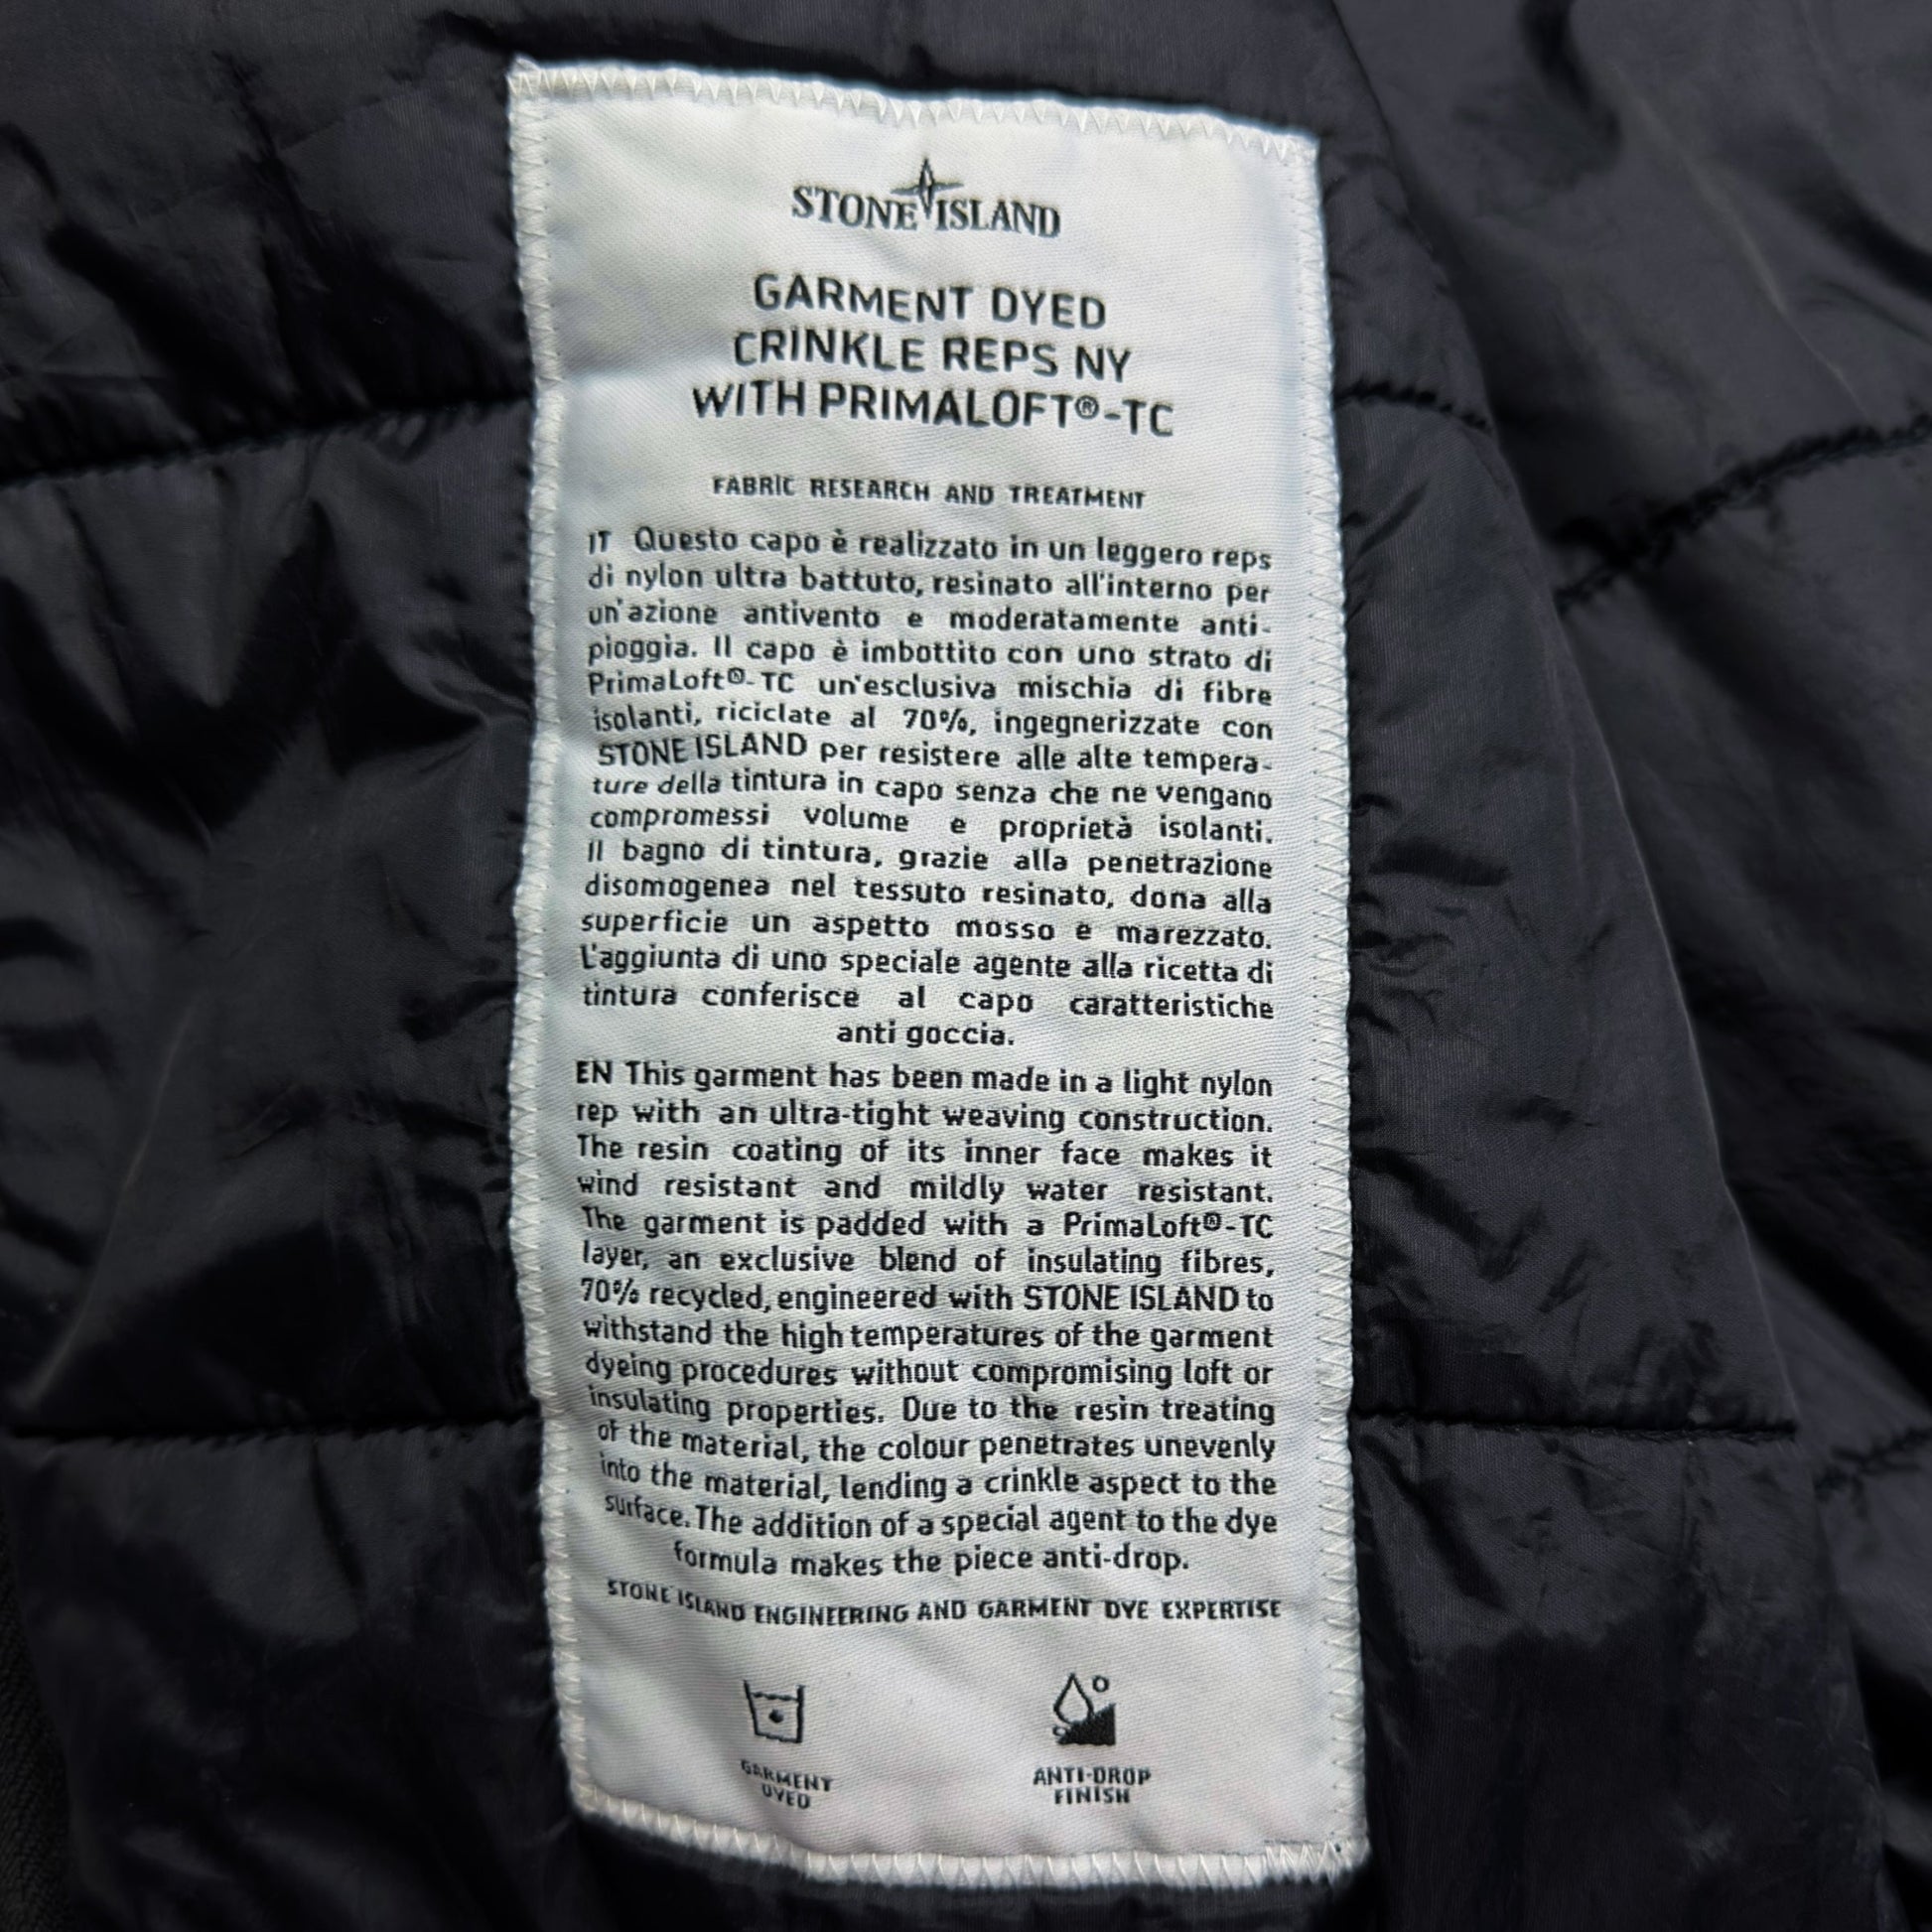 STONE ISLAND
GARMENT DYED
CRINKLE REPS NY
WITH PRIMALOFT®-TC
FABRIC RESEARCH AND TREATMENT
IT Questo capo è realizzato in un leggero reps
di nylon ultra battuto, resinato all'interno per
un'azione antivento e moderatamente anti-
pioggia. Il capo è imbottito con uno strato di
PrimaLoft®-TC un'esclusiva mischia di fibre
isolanti, riciclate al 70%, ingegnerizzate con
STONE ISLAND per resistere alle alte tempera-
ture della tintura in capo senza che ne vengano
compromessi volume e proprietà isolanti.
Il bagno di tintura, grazie alla penetrazione
disomogenea nel tessuto resinato, dona alla
superficie un aspetto mosso e marezzato.
L'aggiunta di uno speciale agente alla ricetta di
tintura conferisce al capo caratteristiche
anti goccia.
EN This garment has been made in a light nylon
rep with an ultra-tight weaving construction.
The resin coating of its inner face makes it
wind resistant and mildly water resistant.
The garment is padded with a PrimaLoft®-TC
layer, an exclusive blend of insulating fibres,
70% recycled, engineered with STONE ISLAND to
withstand the high temperatures of the garment
dyeing procedures without compromising loft or
insulating properties. Due to the resin treating
of the material, the colour penetrates unevenly
into the material, lending a crinkle aspect to the
surface. The addition of a special agent to the dye
formula makes the piece anti-drop.
STONE ISLAND ENGINEERING AND GARMENT DYE EXPERTISE
GARMENT
DYED
ANTI-DROP
FINISH